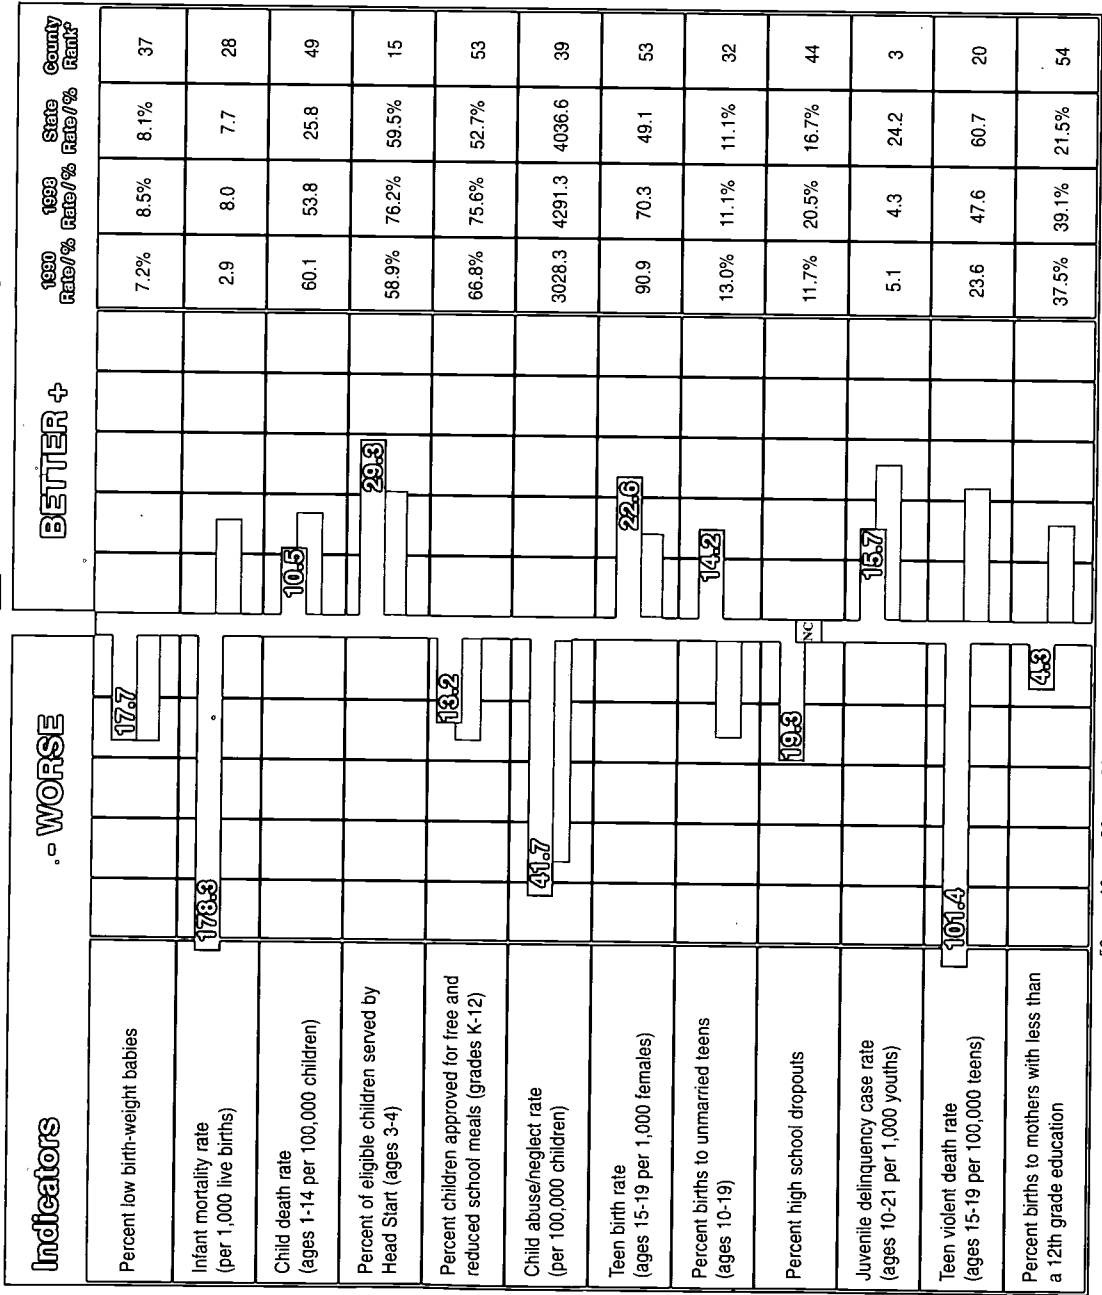 Indicators
- WORSE
BETTER +
1990 Rate/%
1998 Rate/%
State Rate/%
County Rank*
Percent low birth-weight babies
17.7
7.2%
8.5%
8.1%
37
Infant mortality rate
(per 1,000 live births)
178.3
2.9
8.0
7.7
28
Child death rate
(ages 1-14 per 100,000 children)
10.5
60.1
53.8
25.8
49
Percent of eligible children served by
Head Start (ages 3-4)
29.3
58.9%
76.2%
59.5%
15
Percent children approved for free and
reduced school meals (grades K-12)
13.2
66.8%
75.6%
52.7%
53
Child abuse/neglect rate
(per 100,000 children)
41.7
3028.3
4291.3
4036.6
39
Teen birth rate
(ages 15-19 per 1,000 females)
22.6
90.9
70.3
49.1
53
Percent births to unmarried teens
(ages 10-19)
14.2
13.0%
11.1%
11.1%
32
Percent high school dropouts
19.3
NC
11.7%
20.5%
16.7%
44
Juvenile delinquency case rate
(ages 10-21 per 1,000 youths)
15.7
5.1
4.3
24.2
3
Teen violent death rate
(ages 15-19 per 100,000 teens)
101.4
23.6
47.6
60.7
20
Percent births to mothers with less than
a 12th grade education
4.3
37.5%
39.1%
21.5%
54